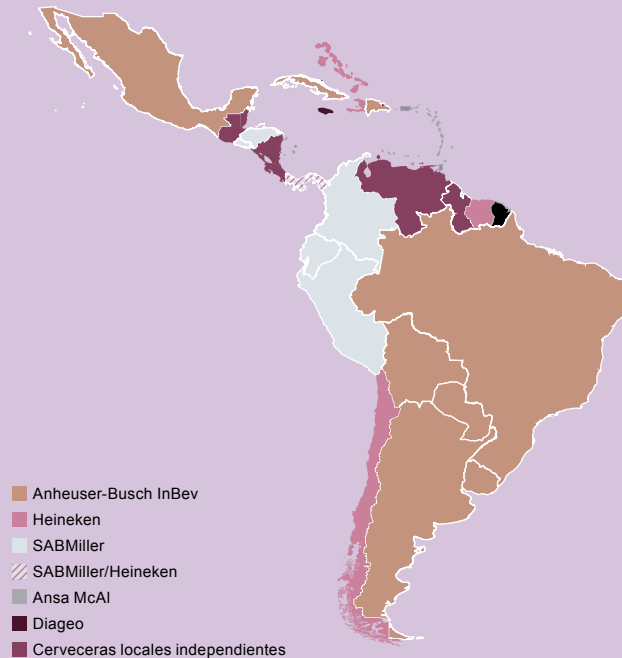 Anheuser-Busch InBev
Heineken
SABMiller
SABMiller/Heineken
Ansa McAl
Diageo
Cerveceras locales independientes